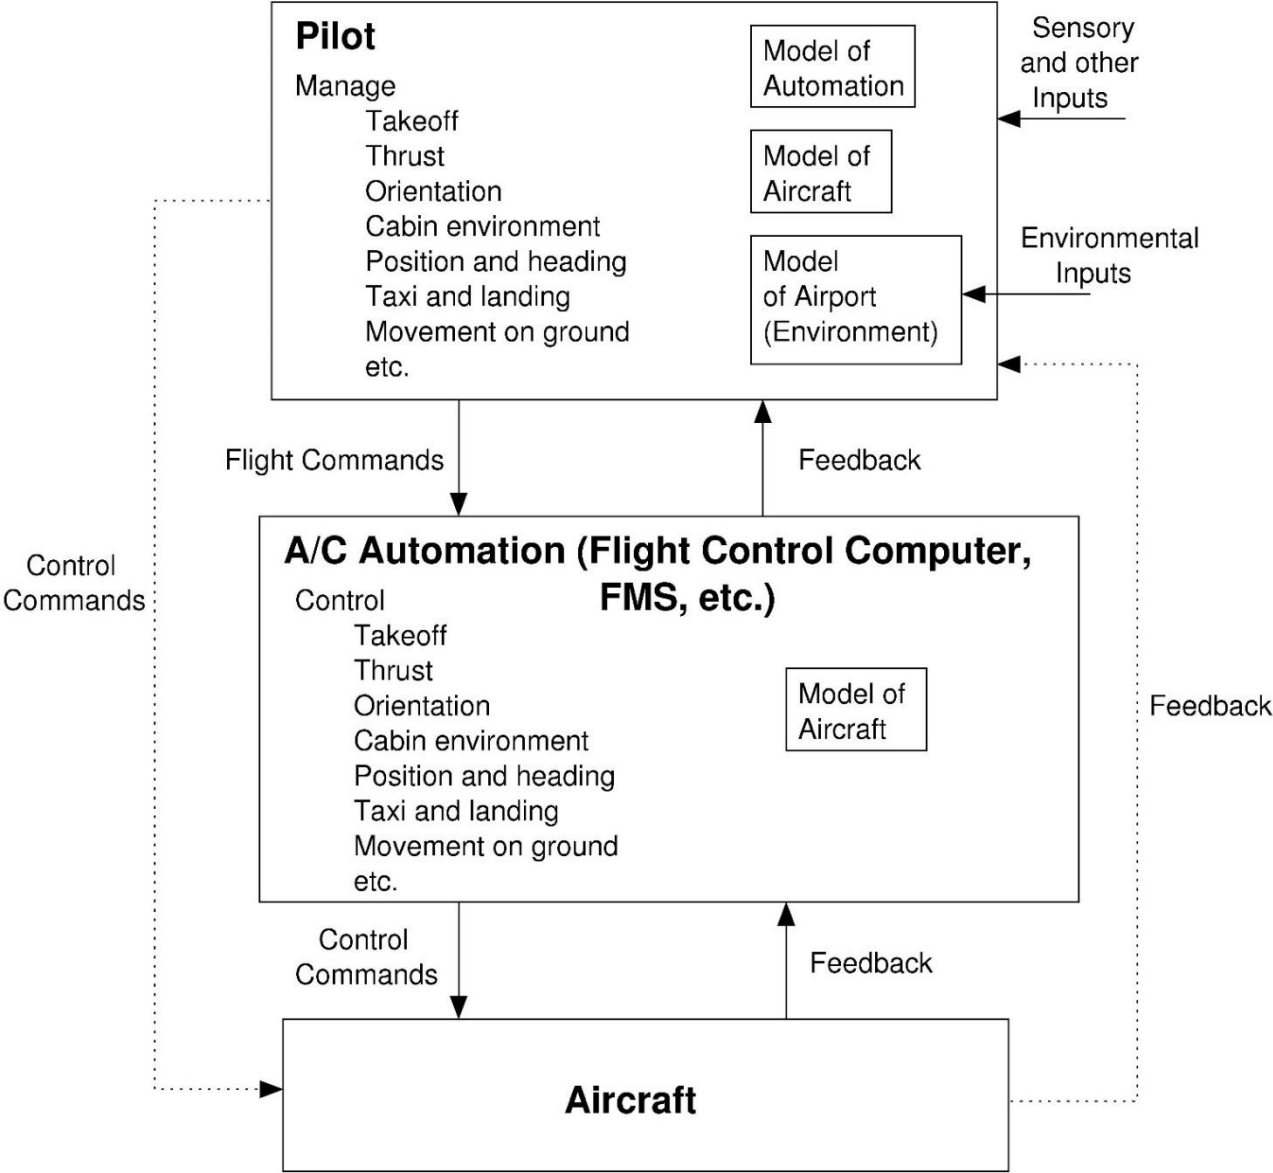 Pilot
Manage
Takeoff
Thrust
Orientation
Cabin environment
Position and heading
Taxi and landing
Movement on ground
etc.
Model of
Automation
Model of
Aircraft
Model
of Airport
(Environment)
Sensory
and other
Inputs
Environmental
Inputs
Flight Commands
Feedback
Control
Commands
A/C Automation (Flight Control Computer,
FMS, etc.)
Control
Takeoff
Thrust
Orientation
Cabin environment
Position and heading
Taxi and landing
Movement on ground
etc.
Model of
Aircraft
Feedback
Control
Commands
Feedback
Aircraft